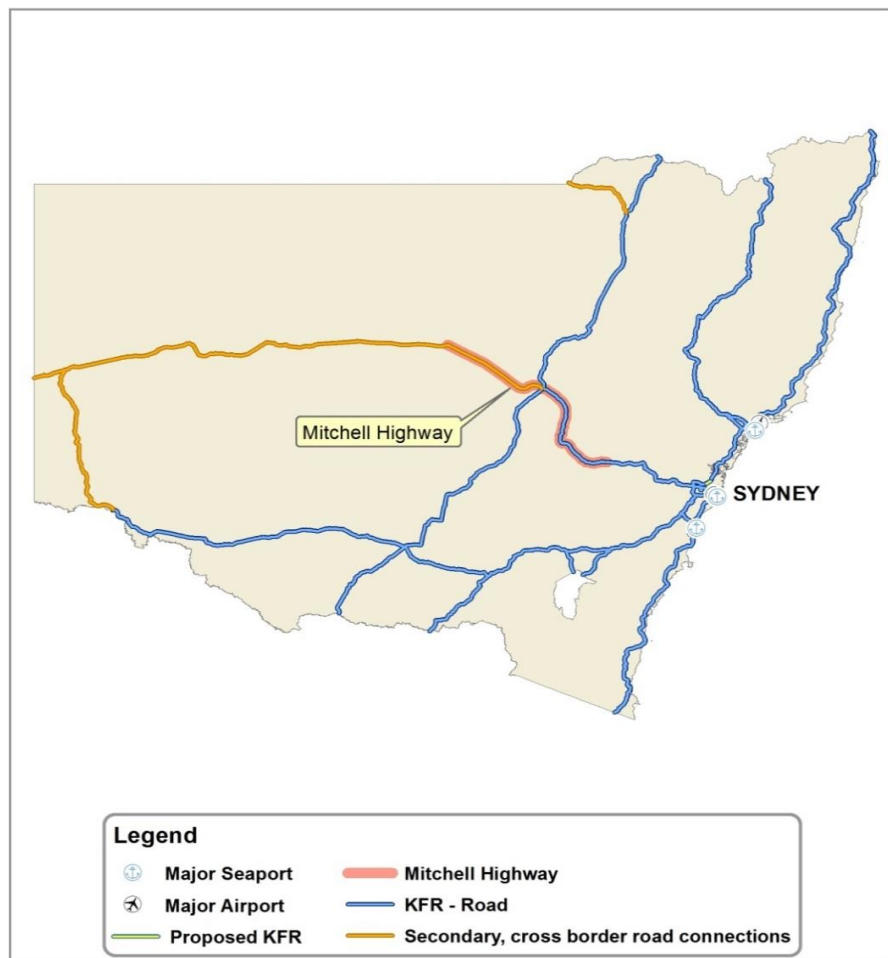 Mitchell Highway
SYDNEY
Legend
Major Seaport
Mitchell Highway
Major Airport
KFR - Road
Proposed KFR
Secondary, cross border road connections